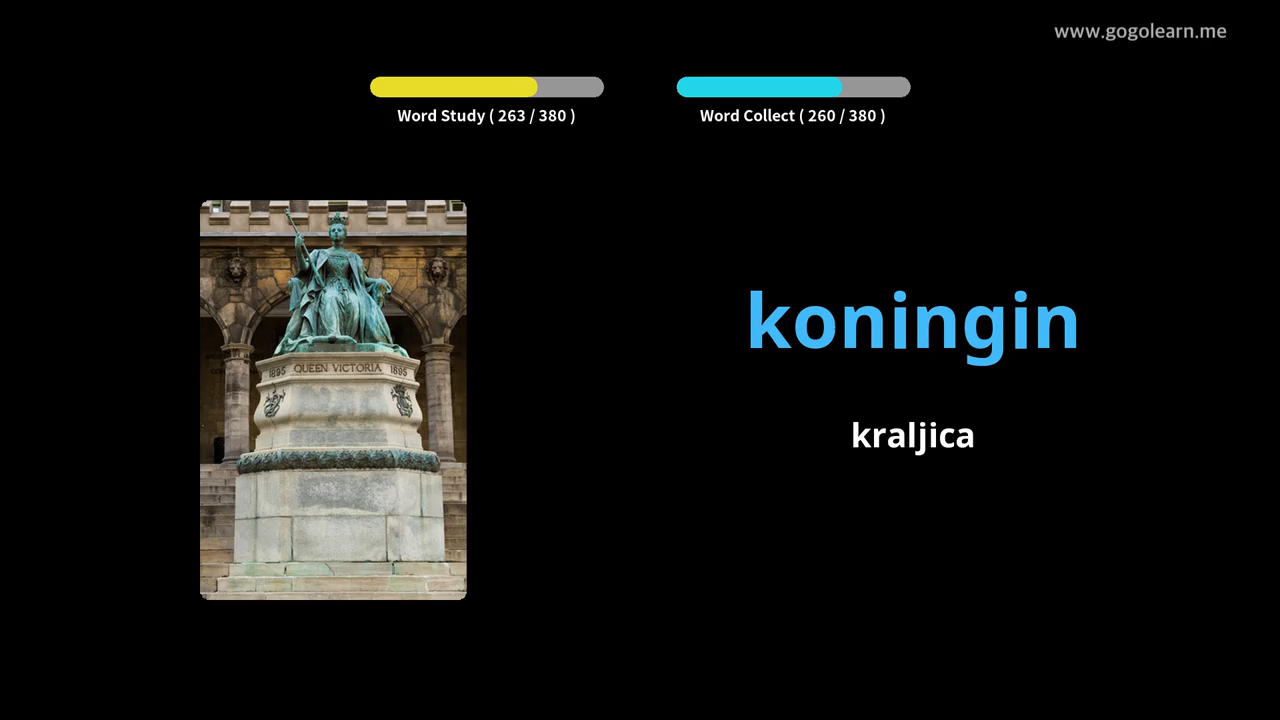 www.gogolearn.me
Word Study ( 263 / 380 )
Word Collect ( 260 / 380 )
1895 QUEEN VICTORIA 1895
koningin
kraljica